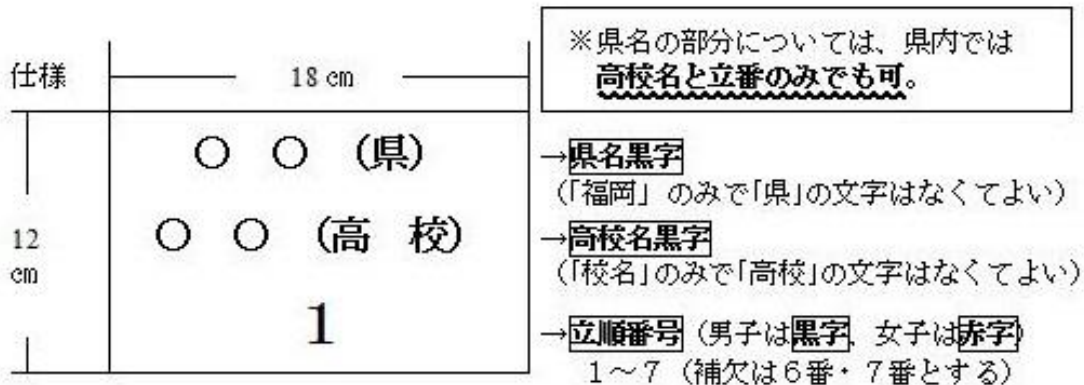 ※県名の部分については、県内では
高校名と立番のみでも可。
仕様
18 cm
○ ○ (県)
→県名黒字
(「福岡」のみで「県」の文字はなくてよい)
12
cm
○ ○ (高 校)
→高校名黒字
(「校名」のみで「高校」の文字はなくてよい)
1
→立順番号 (男子は黒字、女子は赤字)
1～7 (補欠は6番・7番とする)